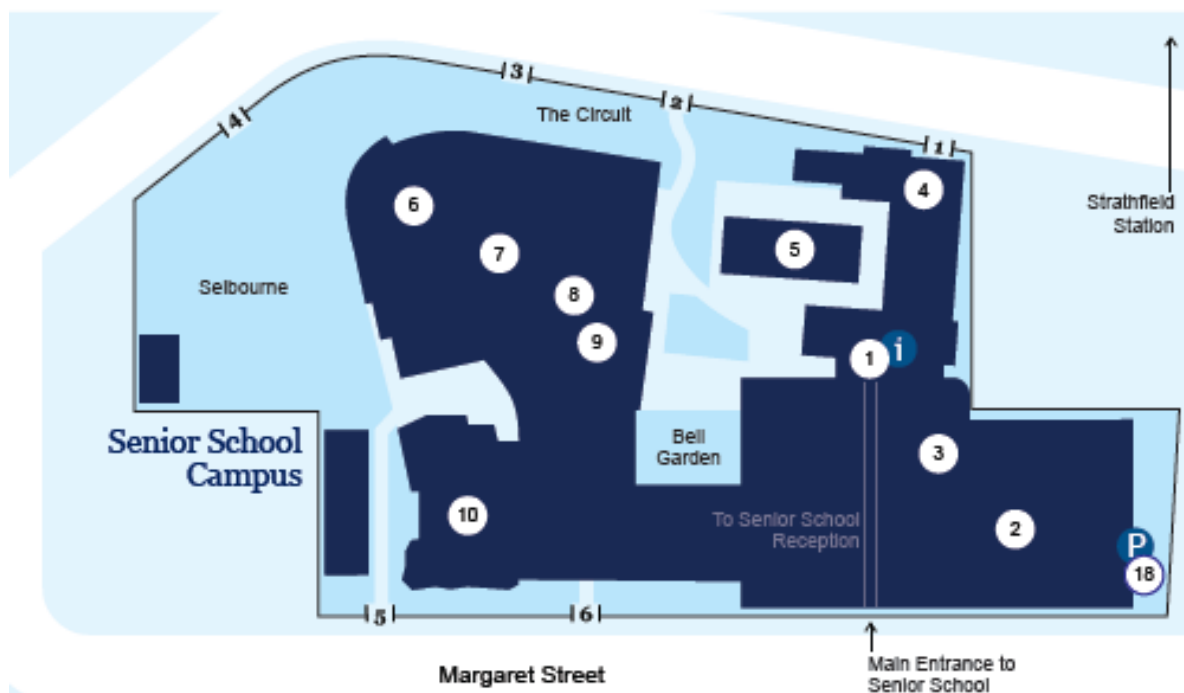 3
2
The Circuit
4
1
4
6
Strathfield
Station
5
7
Selbourne
8
9
1
i
Senior School
Campus
Bell
Garden
3
10
To Senior School
Reception
2
P
18
5
6
Margaret Street
Main Entrance to
Senior School